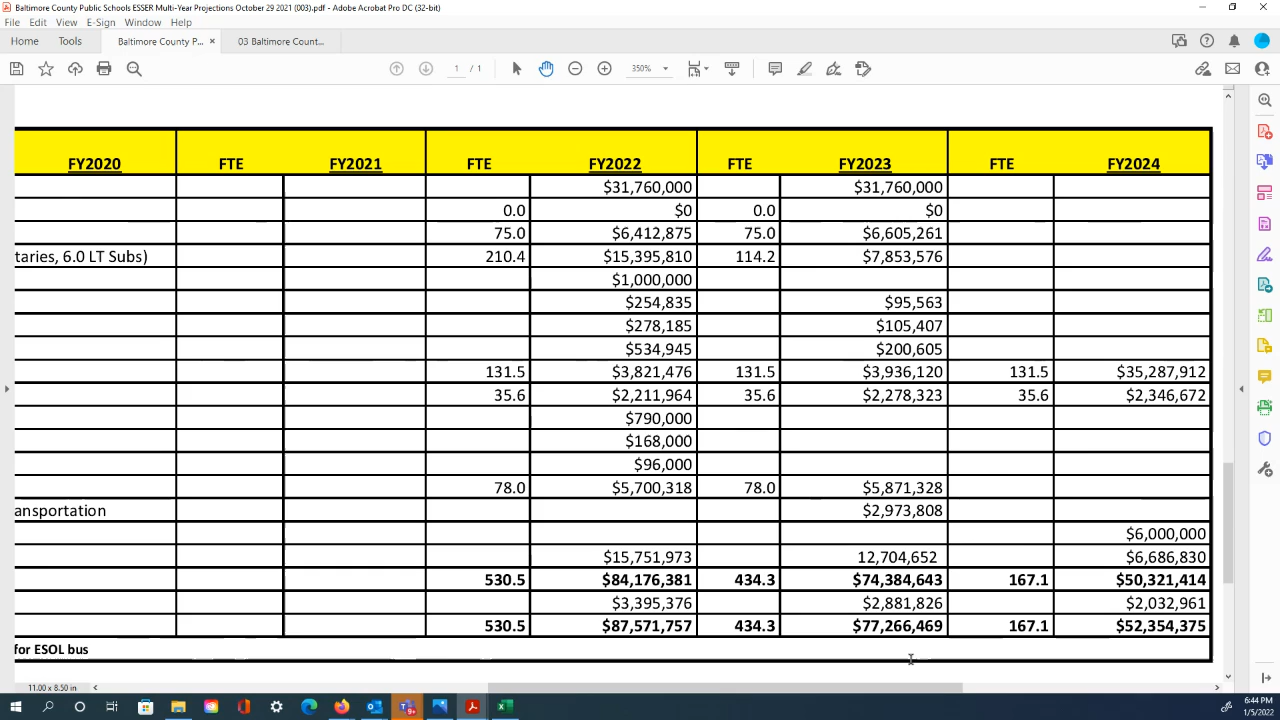 Baltimore County Public Schools ESSER Multi-Year Projections October 29 2021 (003).pdf - Adobe Acrobat Pro DC (32-bit)
File Edit View E-Sign Window Help
Home Tools Baltimore County P... × 03 Baltimore Count...
1 / 1 350%
FY2020 FTE FY2021 FTE FY2022 FTE FY2023 FTE FY2024
$31,760,000 $31,760,000
0.0 $0 0.0 $0
75.0 $6,412,875 75.0 $6,605,261
taries, 6.0 LT Subs) 210.4 $15,395,810 114.2 $7,853,576
$1,000,000
$254,835 $95,563
$278,185 $105,407
$534,945 $200,605
131.5 $3,821,476 131.5 $3,936,120 131.5 $35,287,912
35.6 $2,211,964 35.6 $2,278,323 35.6 $2,346,672
$790,000
$168,000
$96,000
78.0 $5,700,318 78.0 $5,871,328
ansportation $2,973,808
$6,000,000
$15,751,973 12,704,652 $6,686,830
530.5 $84,176,381 434.3 $74,384,643 167.1 $50,321,414
$3,395,376 $2,881,826 $2,032,961
530.5 $87,571,757 434.3 $77,266,469 167.1 $52,354,375
for ESOL bus
11.00 x 8.50 in
6:44 PM
1/5/2022